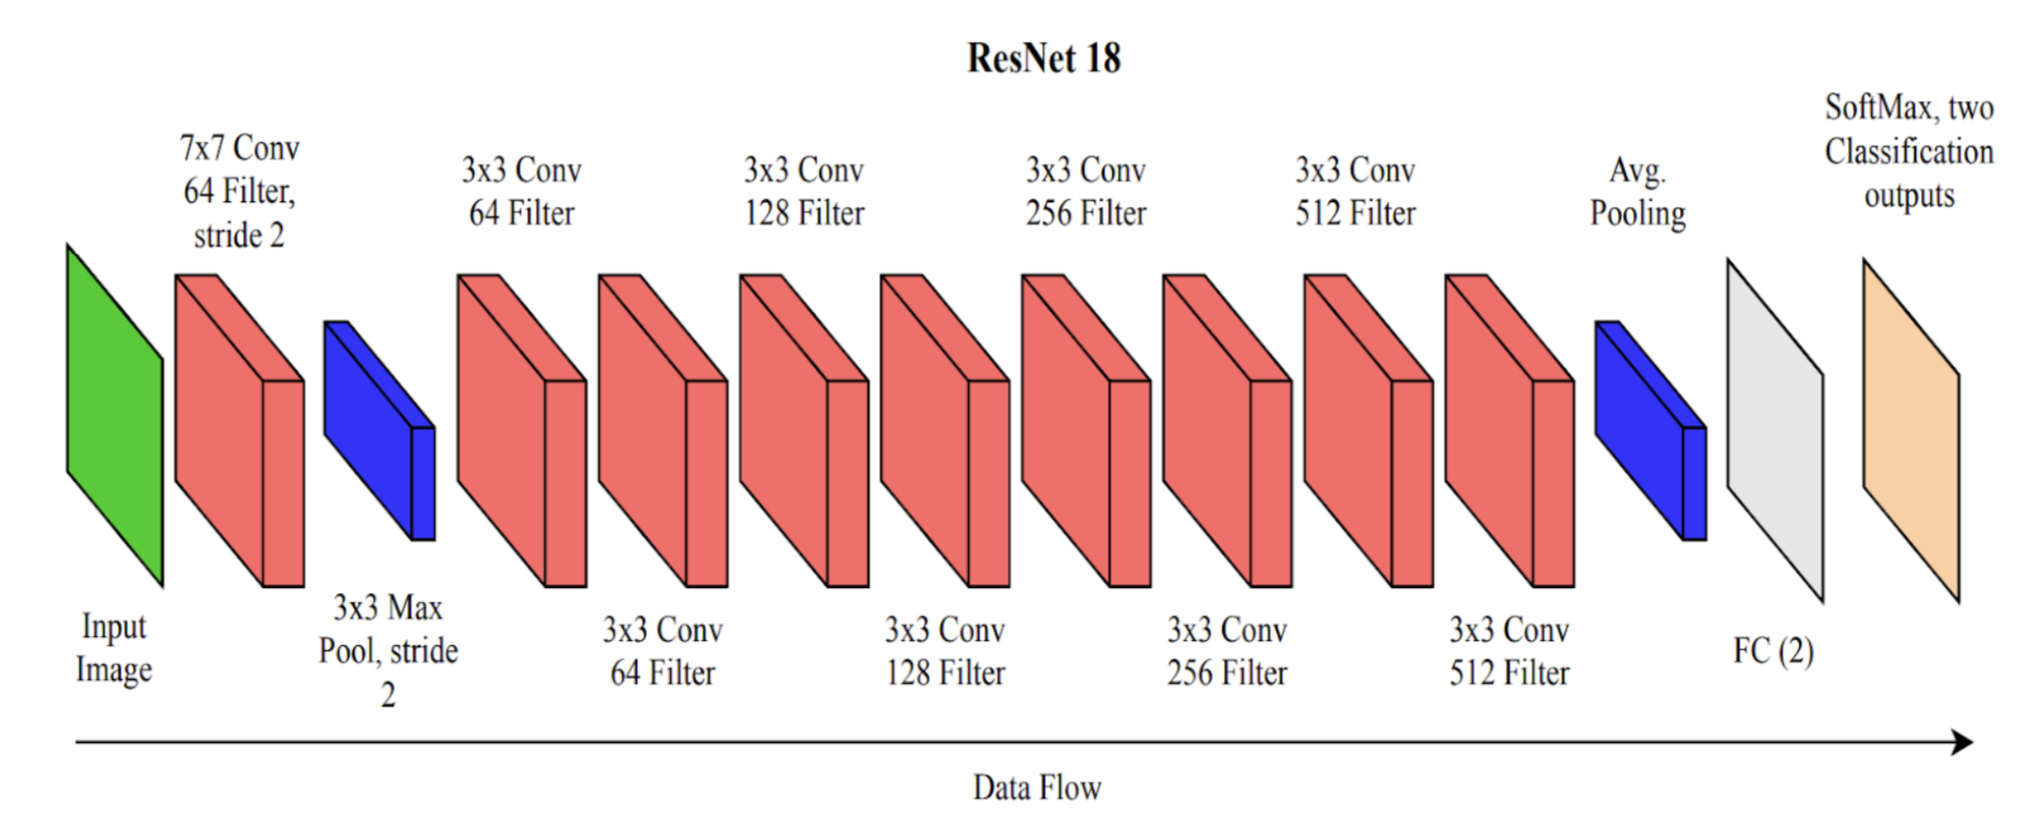 ResNet 18
7x7 Conv
64 Filter,
stride 2
3x3 Conv
64 Filter
3x3 Conv
128 Filter
3x3 Conv
256 Filter
3x3 Conv
512 Filter
Avg.
Pooling
SoftMax, two
Classification
outputs
Input
Image
3x3 Max
Pool, stride
2
3x3 Conv
64 Filter
3x3 Conv
128 Filter
3x3 Conv
256 Filter
3x3 Conv
512 Filter
FC (2)
Data Flow